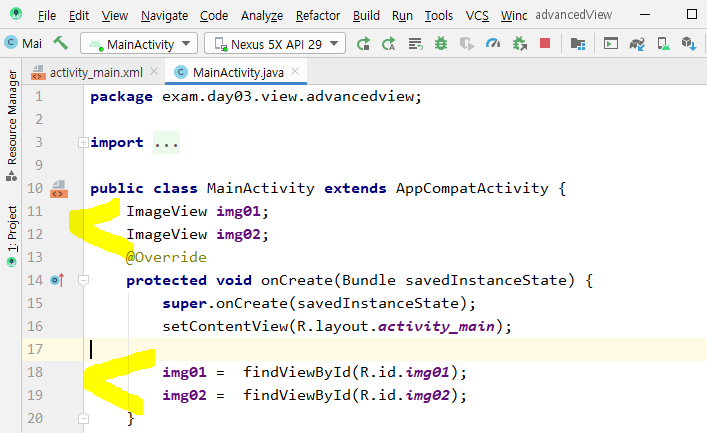 File Edit View Navigate Code Analyze Refactor Build Run Tools VCS Wind advancedView
Mai MainActivity Nexus 5X API 29
activity_main.xml MainActivity.java
Resource Manager
1: Project
1 package exam.day03.view.advancedview;
2
3 import ...
9
10 public class MainActivity extends AppCompatActivity {
11 ImageView img01;
12 ImageView img02;
13 @Override
14 protected void onCreate(Bundle savedInstanceState) {
15 super.onCreate(savedInstanceState);
16 setContentView(R.layout.activity_main);
17
18 img01 = findViewById(R.id.img01);
19 img02 = findViewById(R.id.img02);
20 }